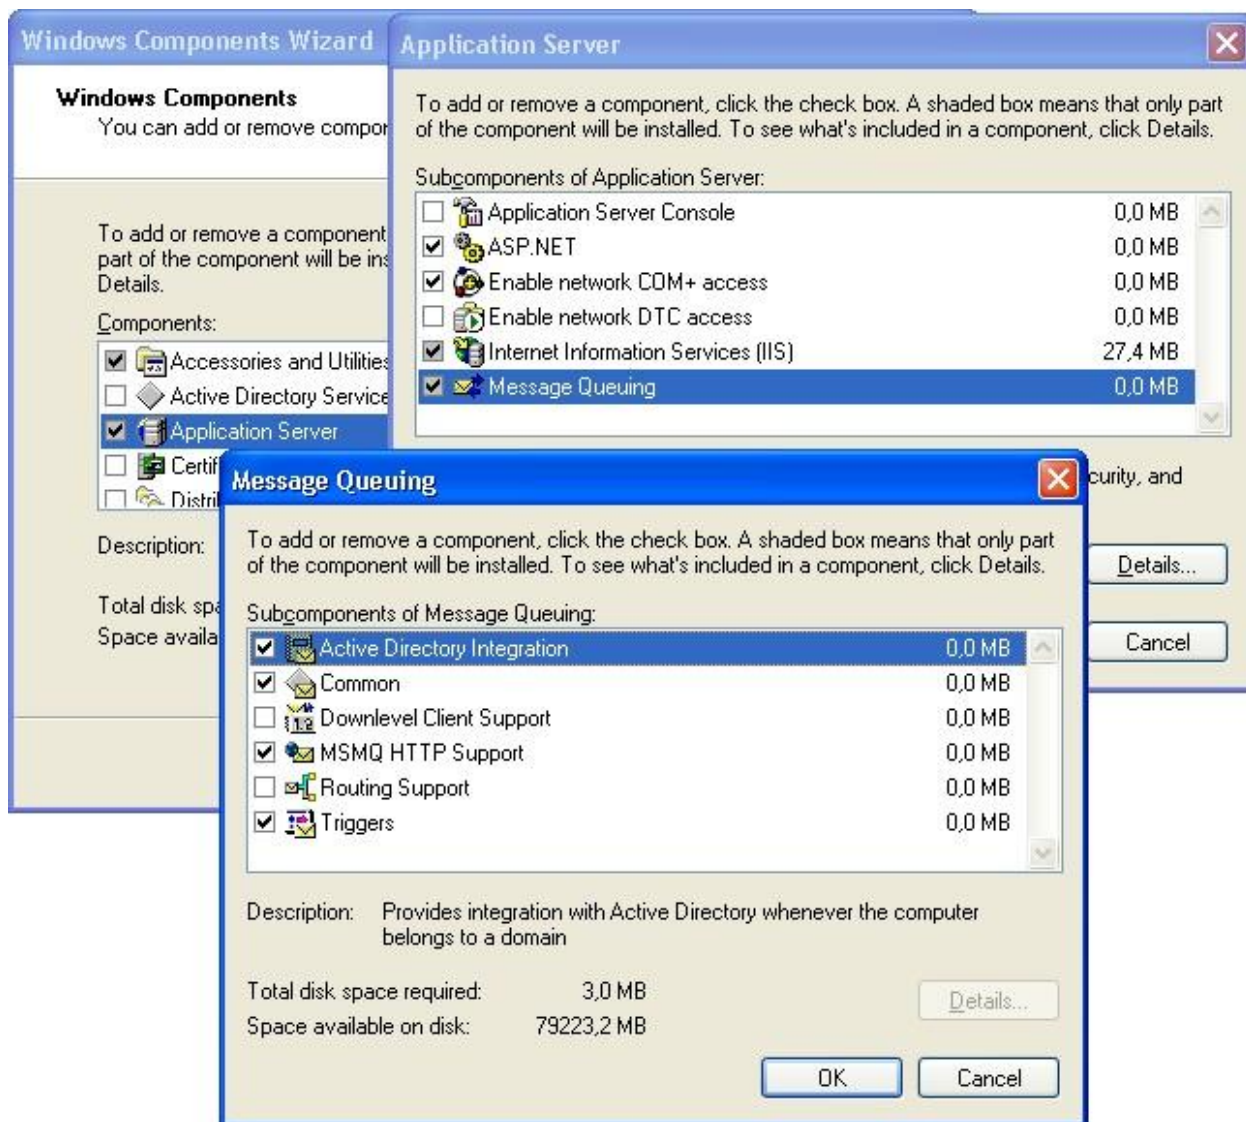 Windows Components Wizard
Windows Components
You can add or remove compor
To add or remove a component
part of the component will be ins
Details.
Components:
Accessories and Utilities
Active Directory Service
Application Server
Certif
Distril
Description:
Total disk spa
Space availa
Application Server
To add or remove a component, click the check box. A shaded box means that only part
of the component will be installed. To see what's included in a component, click Details.
Subcomponents of Application Server:
Application Server Console 0,0 MB
ASP.NET 0,0 MB
Enable network COM+ access 0,0 MB
Enable network DTC access 0,0 MB
Internet Information Services (IIS) 27,4 MB
Message Queuing 0,0 MB
curity, and
Details...
Cancel
Message Queuing
To add or remove a component, click the check box. A shaded box means that only part
of the component will be installed. To see what's included in a component, click Details.
Subcomponents of Message Queuing:
Active Directory Integration 0,0 MB
Common 0,0 MB
Downlevel Client Support 0,0 MB
MSMQ HTTP Support 0,0 MB
Routing Support 0,0 MB
Triggers 0,0 MB
Description: Provides integration with Active Directory whenever the computer
belongs to a domain
Total disk space required: 3,0 MB
Space available on disk: 79223,2 MB
Details...
OK Cancel